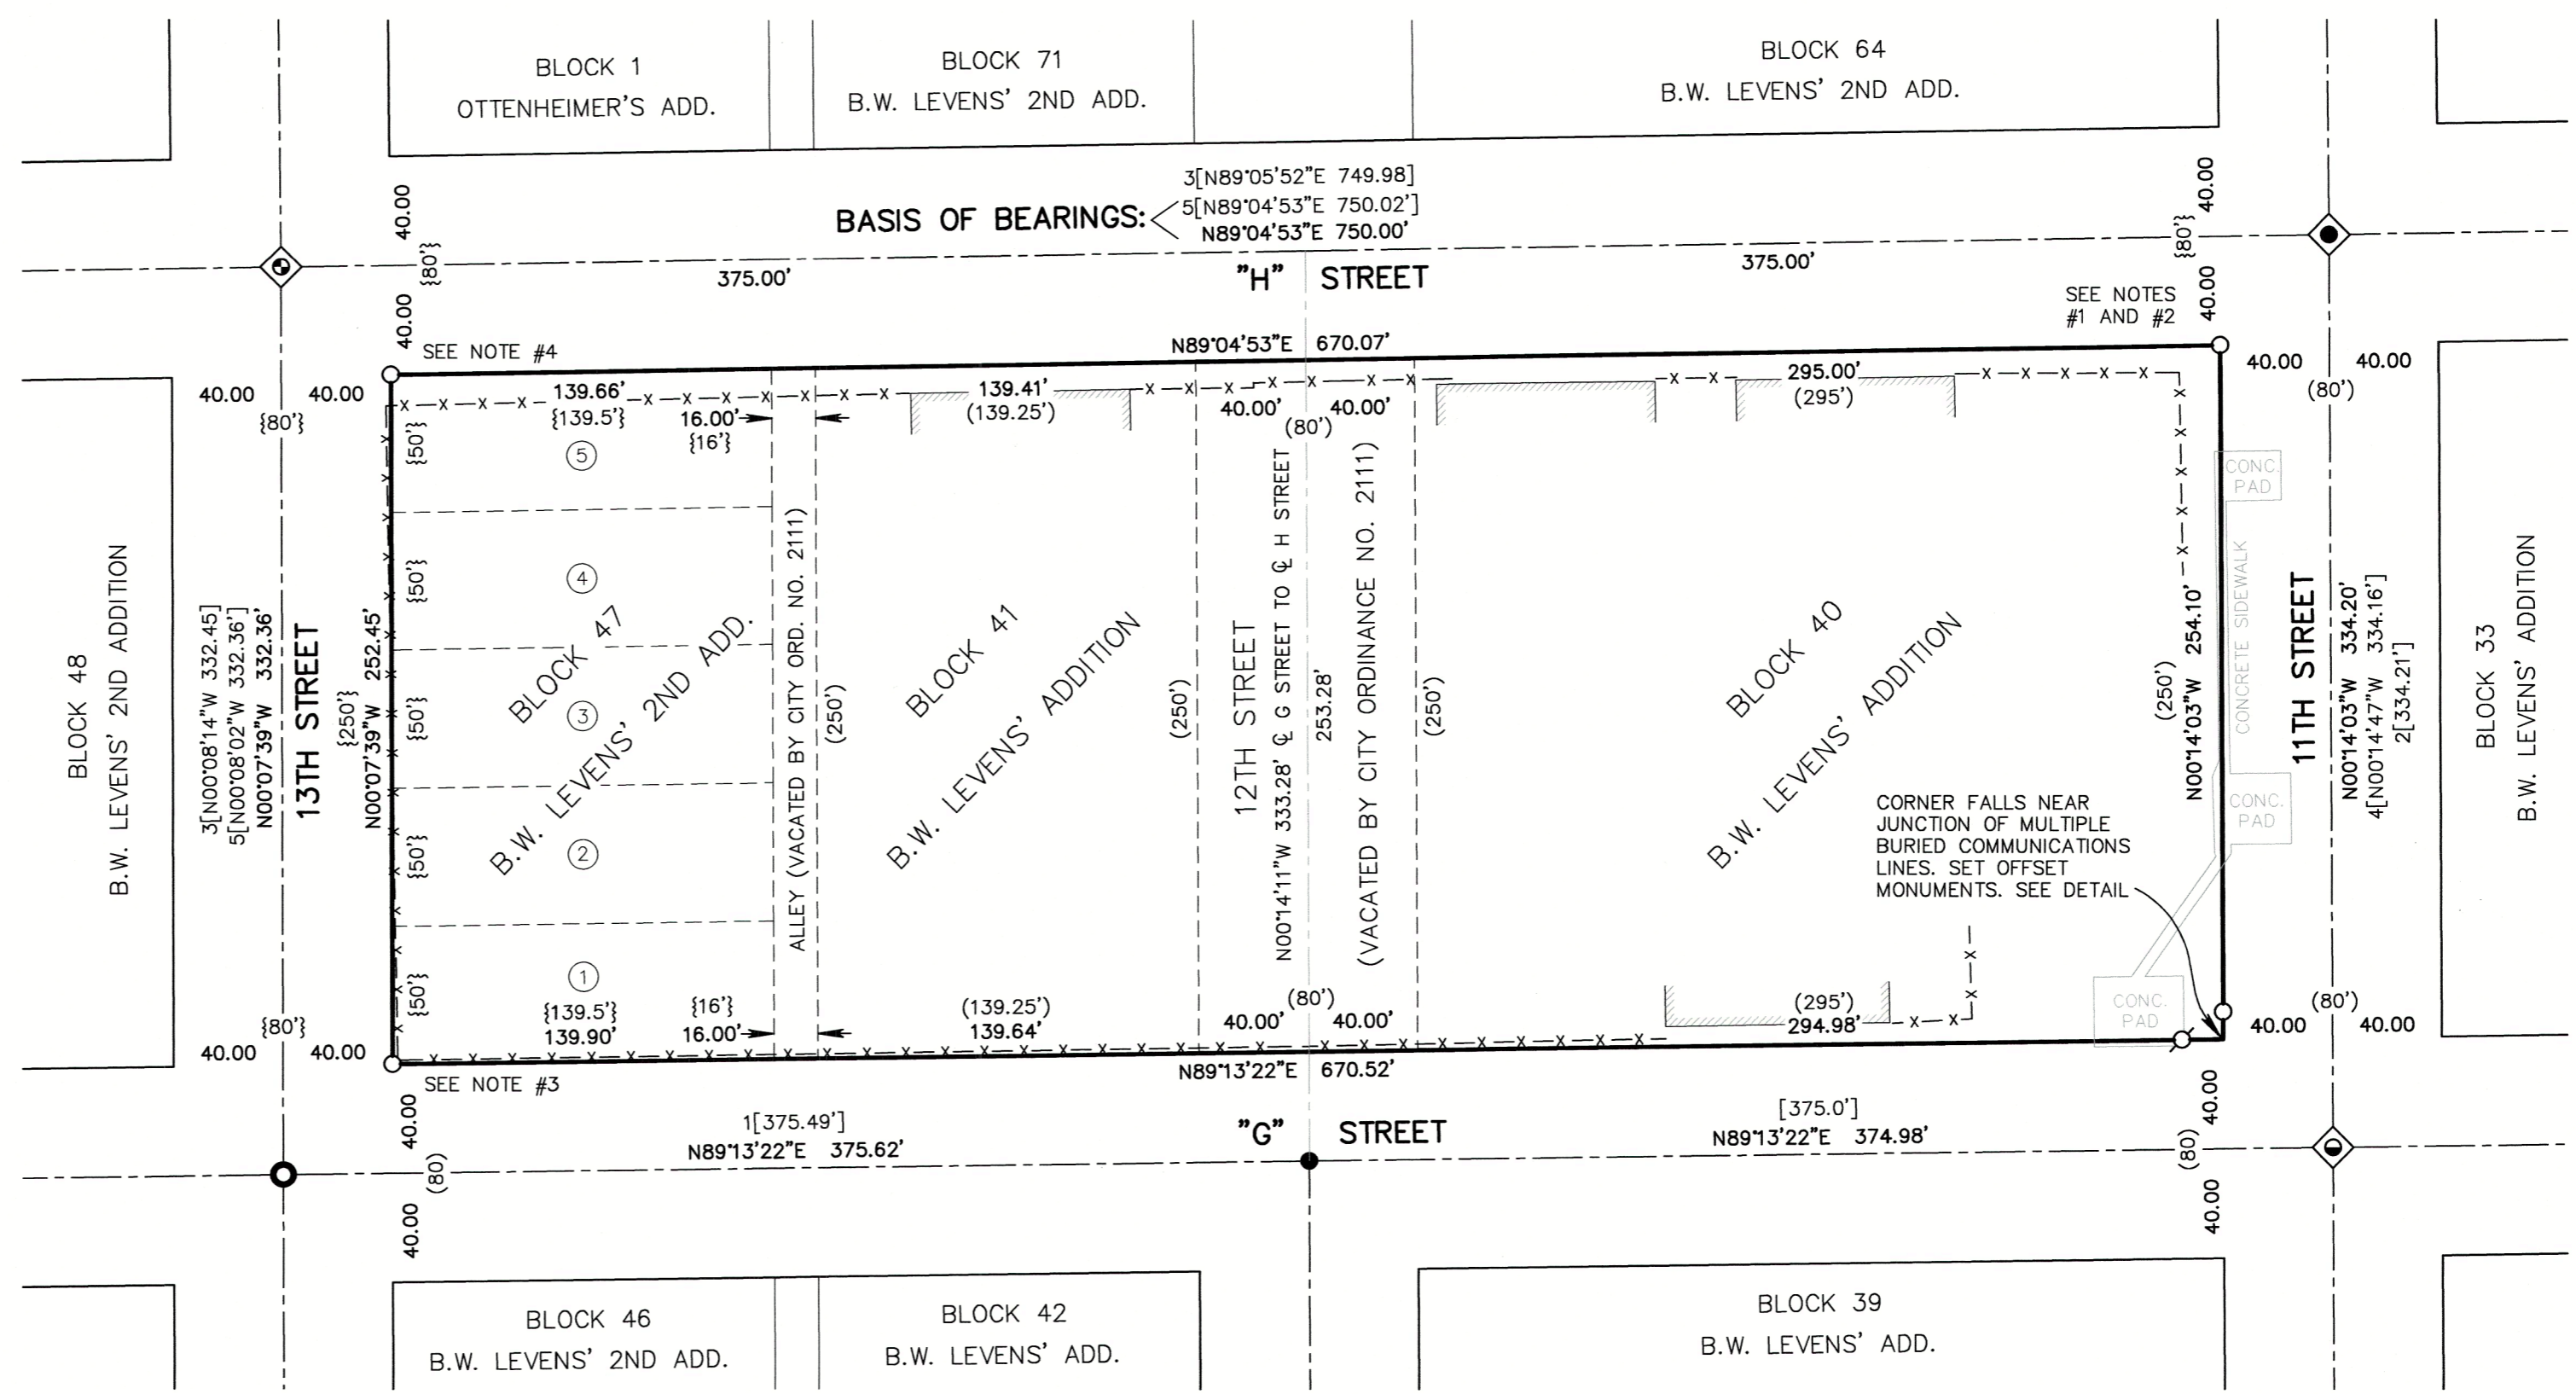 BLOCK 1
OTTENHEIMER'S ADD.
BLOCK 71
B.W. LEVENS' 2ND ADD.
BLOCK 64
B.W. LEVENS' 2ND ADD.
3[N89°05'52"E 749.98]
BASIS OF BEARINGS:
5[N89°04'53"E 750.02']
N89°04'53"E 750.00'
40.00
{80'}
40.00
375.00'
"H" STREET
375.00'
40.00
{80'}
40.00
SEE NOTES
#1 AND #2
SEE NOTE #4
N89°04'53"E 670.07'
40.00 40.00
{80'}
139.66'
{139.5'}
16.00'
{16'}
139.41'
(139.25')
40.00' 40.00'
(80')
295.00'
(295')
40.00 40.00
(80')
BLOCK 48
B.W. LEVENS' 2ND ADDITION
3[N00°08'14"W 332.45]
5[N00°08'02"W 332.36']
N00°07'39"W 332.36'
13TH STREET
{250'}
N00°07'39"W 252.45'
{50'}
{50'}
{50'}
{50'}
{50'}
5
4
3
2
1
BLOCK 47
B.W. LEVENS' 2ND ADD.
ALLEY (VACATED BY CITY ORD. NO. 2111)
(250')
BLOCK 41
B.W. LEVENS' ADDITION
(250')
12TH STREET
N00°14'11"W 333.28' ℄ G STREET TO ℄ H STREET
253.28'
(VACATED BY CITY ORDINANCE NO. 2111)
(250')
BLOCK 40
B.W. LEVENS' ADDITION
CORNER FALLS NEAR
JUNCTION OF MULTIPLE
BURIED COMMUNICATIONS
LINES. SET OFFSET
MONUMENTS. SEE DETAIL
(250')
N00°14'03"W 254.10'
CONC.
PAD
CONCRETE SIDEWALK
CONC.
PAD
CONC.
PAD
11TH STREET
N00°14'03"W 334.20'
4[N00°14'47"W 334.16']
2[334.21']
BLOCK 33
B.W. LEVENS' ADDITION
{80'}
40.00 40.00
{139.5'}
139.90'
{16'}
16.00'
(139.25')
139.64'
(80')
40.00' 40.00'
(295')
294.98'
(80')
40.00 40.00
SEE NOTE #3
N89°13'22"E 670.52'
40.00
(80)
40.00
1[375.49']
N89°13'22"E 375.62'
"G" STREET
[375.0']
N89°13'22"E 374.98'
40.00
(80)
40.00
BLOCK 46
B.W. LEVENS' 2ND ADD.
BLOCK 42
B.W. LEVENS' ADD.
BLOCK 39
B.W. LEVENS' ADD.